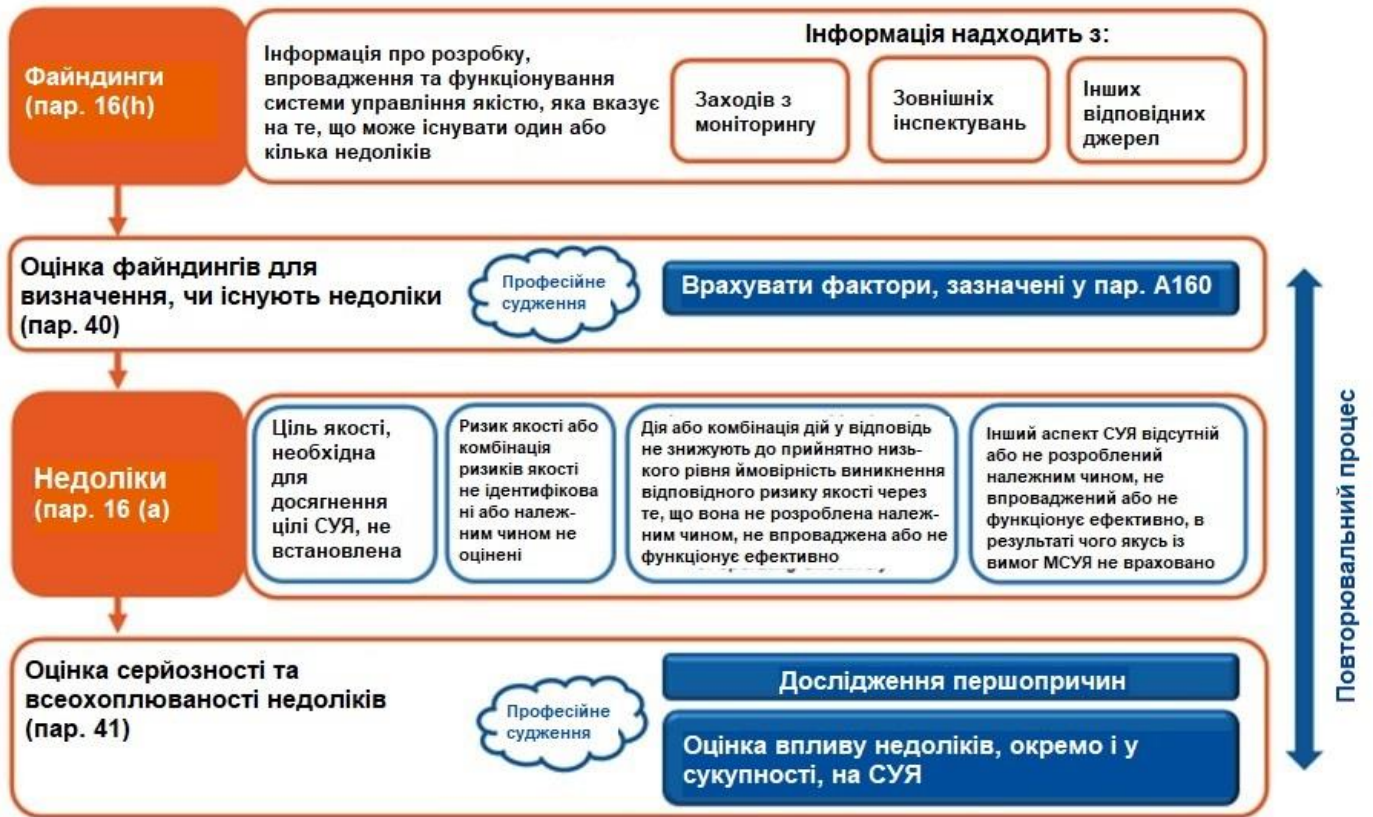 Файндинги
(пар. 16(h)
Інформація про розробку,
впровадження та функціонування
системи управління якістю, яка вказує
на те, що може існувати один або
кілька недоліків
Інформація надходить з:
Заходів з
моніторингу
Зовнішніх
інспектувань
Інших
відповідних
джерел
Оцінка файндингів для
визначення, чи існують недоліки
(пар. 40)
Професійне
судження
Врахувати фактори, зазначені у пар. А160
Недоліки
(пар. 16 (а)
Ціль якості,
необхідна
для
досягнення
цілі СУЯ, не
встановлена
Ризик якості або
комбінація
ризиків якості
не ідентифікова
ні або належ-
ним чином не
оцінені
Дія або комбінація дій у відповідь
не знижують до прийнятно низь-
кого рівня ймовірність виникнення
відповідного ризику якості через
те, що вона не розроблена належ-
ним чином, не впроваджена або не
функціонує ефективно
Інший аспект СУЯ відсутній
або не розроблений
належним чином, не
впроваджений або не
функціонує ефективно, в
результаті чого якусь із
вимог МСУЯ не враховано
Оцінка серйозності та
всеохоплюваності недоліків
(пар. 41)
Професійне
судження
Дослідження першопричин
Оцінка впливу недоліків, окремо і у
сукупності, на СУЯ
Повторювальний процес